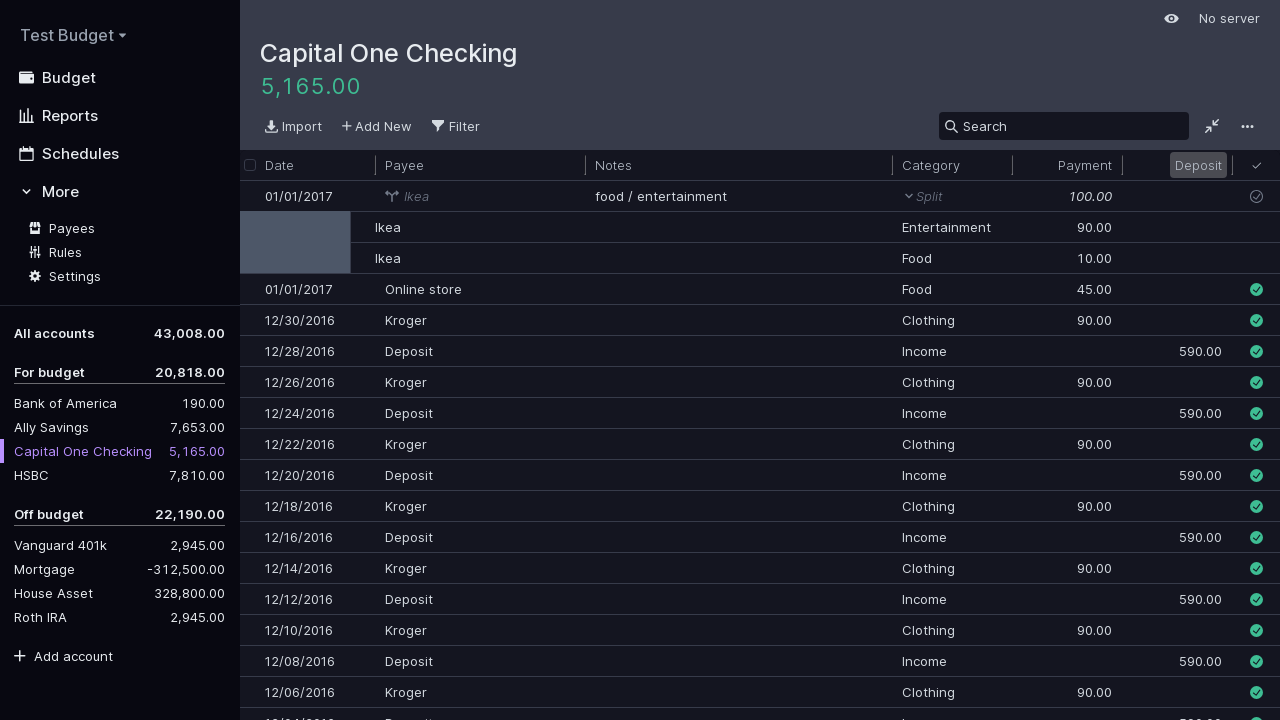 Test Budget
Budget
Reports
Schedules
More
Payees
Rules
Settings
All accounts 43,008.00
For budget 20,818.00
Bank of America 190.00
Ally Savings 7,653.00
Capital One Checking 5,165.00
HSBC 7,810.00
Off budget 22,190.00
Vanguard 401k 2,945.00
Mortgage -312,500.00
House Asset 328,800.00
Roth IRA 2,945.00
Add account
No server
Capital One Checking
5,165.00
Import Add New Filter Search
Date Payee Notes Category Payment Deposit
01/01/2017 Ikea food / entertainment Split 100.00
Ikea Entertainment 90.00
Ikea Food 10.00
01/01/2017 Online store Food 45.00
12/30/2016 Kroger Clothing 90.00
12/28/2016 Deposit Income 590.00
12/26/2016 Kroger Clothing 90.00
12/24/2016 Deposit Income 590.00
12/22/2016 Kroger Clothing 90.00
12/20/2016 Deposit Income 590.00
12/18/2016 Kroger Clothing 90.00
12/16/2016 Deposit Income 590.00
12/14/2016 Kroger Clothing 90.00
12/12/2016 Deposit Income 590.00
12/10/2016 Kroger Clothing 90.00
12/08/2016 Deposit Income 590.00
12/06/2016 Kroger Clothing 90.00